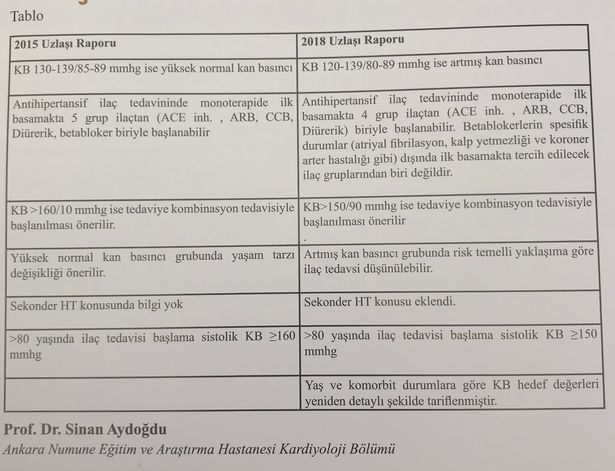 Tablo
2015 Uzlaşı Raporu
2018 Uzlaşı Raporu
KB 130-139/85-89 mmhg ise yüksek normal kan basıncı
KB 120-139/80-89 mmhg ise artmış kan basıncı
Antihipertansif ilaç tedavininde monoterapide ilk
basamakta 5 grup ilaçtan (ACE inh. , ARB, CCB,
Diürerik, betabloker biriyle başlanabilir
Antihipertansif ilaç tedavininde monoterapide ilk
basamakta 4 grup ilaçtan (ACE inh. , ARB, CCB,
Diürerik) biriyle başlanabilir. Betablokerlerin spesifik
durumlar (atriyal fibrilasyon, kalp yetmezliği ve koroner
arter hastalığı gibi) dışında ilk basamakta tercih edilecek
ilaç gruplarından biri değildir.
KB >160/10 mmhg ise tedaviye kombinasyon tedavisiyle
başlanılması önerilir.
KB>150/90 mmhg ise tedaviye kombinasyon tedavisiyle
başlanılması önerilir
.
Yüksek normal kan basıncı grubunda yaşam tarzı
değişikliği önerilir.
Artmış kan basıncı grubunda risk temelli yaklaşıma göre
ilaç tedavsi düşünülebilir.
Sekonder HT konusunda bilgi yok
Sekonder HT konusu eklendi.
>80 yaşında ilaç tedavisi başlama sistolik KB ≥160
mmhg
>80 yaşında ilaç tedavisi başlama sistolik KB ≥150
mmhg
Yaş ve komorbit durumlara göre KB hedef değerleri
yeniden detaylı şekilde tariflenmiştir.
Prof. Dr. Sinan Aydoğdu
Ankara Numune Eğitim ve Araştırma Hastanesi Kardiyoloji Bölümü